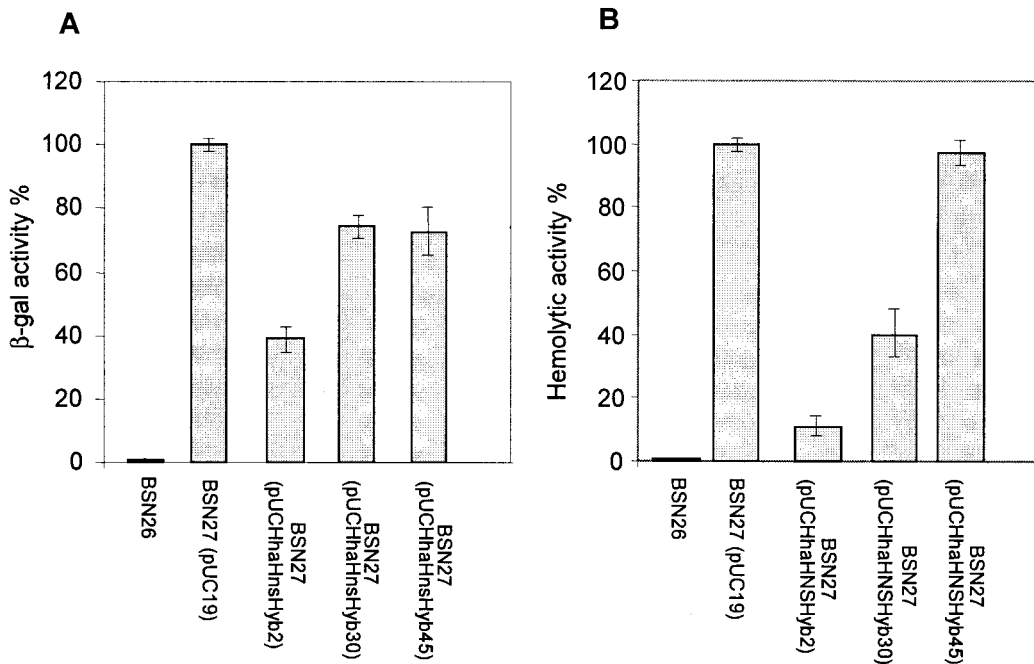 A
β-gal activity %
120
100
80
60
40
20
0
BSN26
BSN27 (pUC19)
BSN27
(pUCHhaHnsHyb2)
BSN27
(pUCHhaHnsHyb30)
BSN27
(pUCHhaHnsHyb45)
B
Hemolytic activity %
120
100
80
60
40
20
0
BSN26
BSN27 (pUC19)
BSN27
(pUCHhaHNSHyb2)
BSN27
(pUCHhaHNSHyb30)
BSN27
(pUCHhaHNSHyb45)